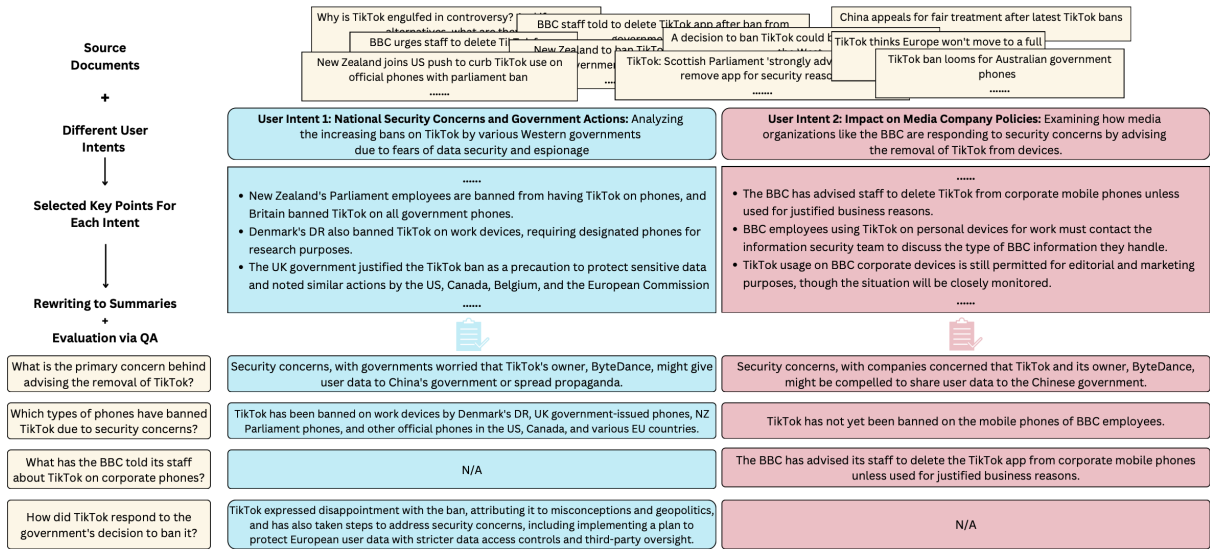 Source
Documents
+
Different User
Intents
Selected Key Points For
Each Intent
Rewriting to Summaries
+
Evaluation via QA
Why is TikTok engulfed in controversy?
BBC staff told to delete TikTok app after ban from
China appeals for fair treatment after latest TikTok bans
BBC urges staff to delete
New Zealand to ban
A decision to ban TikTok could
TikTok thinks Europe won't move to a full
New Zealand joins US push to curb TikTok use on
official phones with parliament ban
.......
TikTok: Scottish Parliament 'strongly
remove app for security
.......
TikTok ban looms for Australian government
phones
.......
User Intent 1: National Security Concerns and Government Actions: Analyzing
the increasing bans on TikTok by various Western governments
due to fears of data security and espionage
User Intent 2: Impact on Media Company Policies: Examining how media
organizations like the BBC are responding to security concerns by advising
the removal of TikTok from devices.
......
• New Zealand's Parliament employees are banned from having TikTok on phones, and
Britain banned TikTok on all government phones.
• Denmark's DR also banned TikTok on work devices, requiring designated phones for
research purposes.
• The UK government justified the TikTok ban as a precaution to protect sensitive data
and noted similar actions by the US, Canada, Belgium, and the European Commission
......
......
• The BBC has advised staff to delete TikTok from corporate mobile phones unless
used for justified business reasons.
• BBC employees using TikTok on personal devices for work must contact the
information security team to discuss the type of BBC information they handle.
• TikTok usage on BBC corporate devices is still permitted for editorial and marketing
purposes, though the situation will be closely monitored.
......
What is the primary concern behind
advising the removal of TikTok?
Security concerns, with governments worried that TikTok's owner, ByteDance, might give
user data to China's government or spread propaganda.
Security concerns, with companies concerned that TikTok and its owner, ByteDance,
might be compelled to share user data to the Chinese government.
Which types of phones have banned
TikTok due to security concerns?
TikTok has been banned on work devices by Denmark's DR, UK government-issued phones, NZ
Parliament phones, and other official phones in the US, Canada, and various EU countries.
TikTok has not yet been banned on the mobile phones of BBC employees.
What has the BBC told its staff
about TikTok on corporate phones?
N/A
The BBC has advised its staff to delete the TikTok app from corporate mobile phones
unless used for justified business reasons.
How did TikTok respond to the
government's decision to ban it?
TikTok expressed disappointment with the ban, attributing it to misconceptions and geopolitics,
and has also taken steps to address security concerns, including implementing a plan to
protect European user data with stricter data access controls and third-party oversight.
N/A